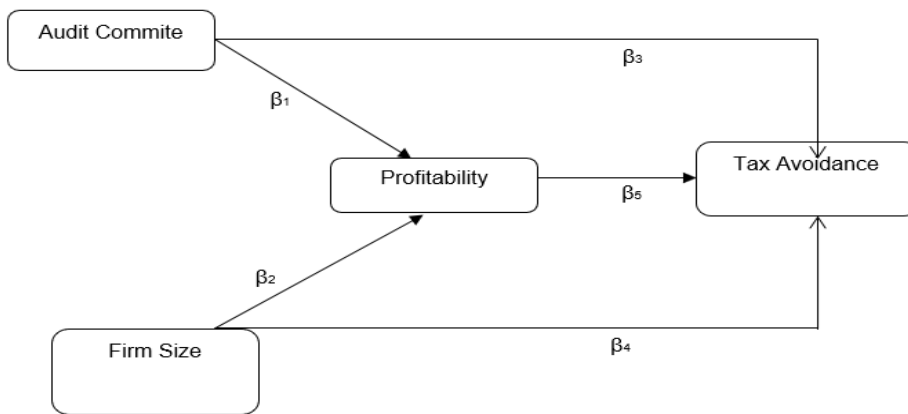 Audit Commite
β₃
β₁
Profitability
Tax Avoidance
β₅
β₂
Firm Size
β₄